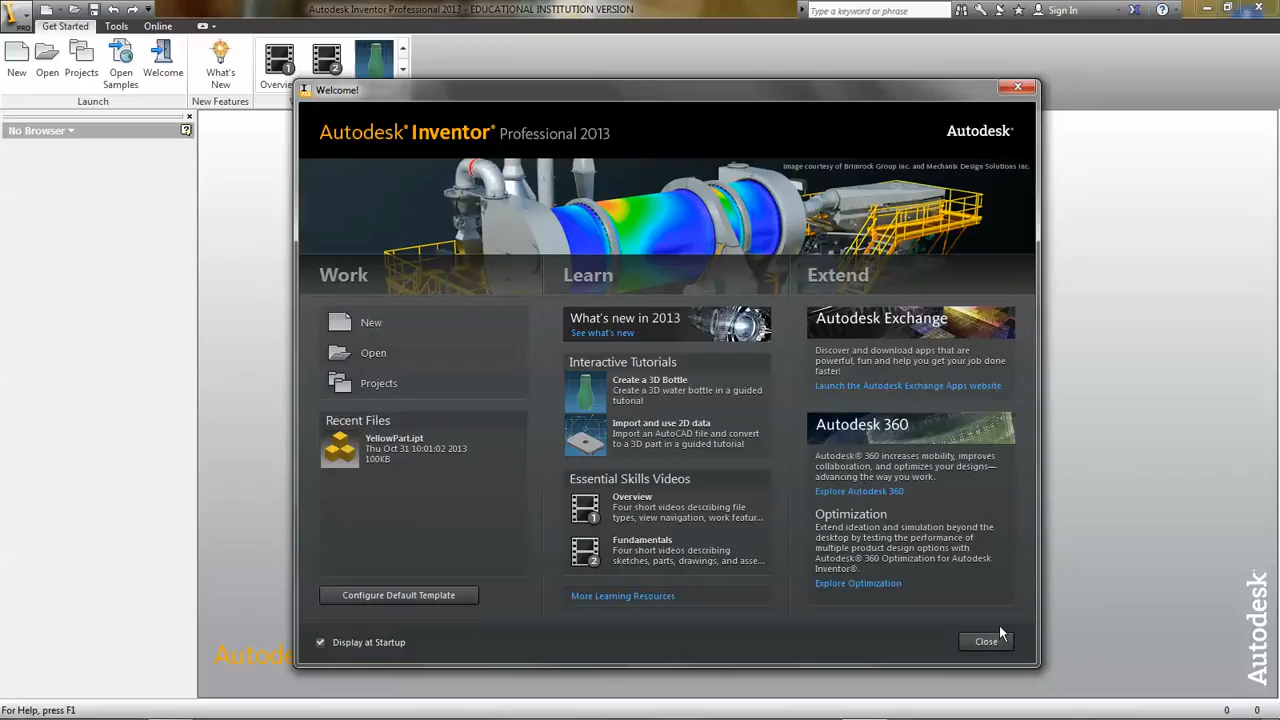 Autodesk Inventor Professional 2013 - EDUCATIONAL INSTITUTION VERSION
Type a keyword or phrase
Sign In
PRO
Get Started
Tools
Online
New
Open
Projects
Open
Samples
Welcome
What's
New
1
Overvie
2
Launch
New Features
No Browser
Welcome!
Autodesk® Inventor® Professional 2013
Autodesk®
Image courtesy of Brimrock Group Inc. and Mechanix Design Solutions Inc.
Work
New
Open
Projects
Recent Files
YellowPart.ipt
Thu Oct 31 10:01:02 2013
100KB
Configure Default Template
Display at Startup
Learn
What's new in 2013
See what's new
Interactive Tutorials
Create a 3D Bottle
Create a 3D water bottle in a guided
tutorial
Import and use 2D data
Import an AutoCAD file and convert
to a 3D part in a guided tutorial
Essential Skills Videos
1
Overview
Four short videos describing file
types, view navigation, work featur...
2
Fundamentals
Four short videos describing
sketches, parts, drawings, and asse...
More Learning Resources
Extend
Autodesk Exchange
Discover and download apps that are
powerful, fun and help you get your job done
faster!
Launch the Autodesk Exchange Apps website
Autodesk 360
Autodesk® 360 increases mobility, improves
collaboration, and optimizes your designs—
advancing the way you work.
Explore Autodesk 360
Optimization
Extend ideation and simulation beyond the
desktop by testing the performance of
multiple product design options with
Autodesk® 360 Optimization for Autodesk
Inventor®.
Explore Optimization
Close
Autode
Autodesk®
For Help, press F1
0 0